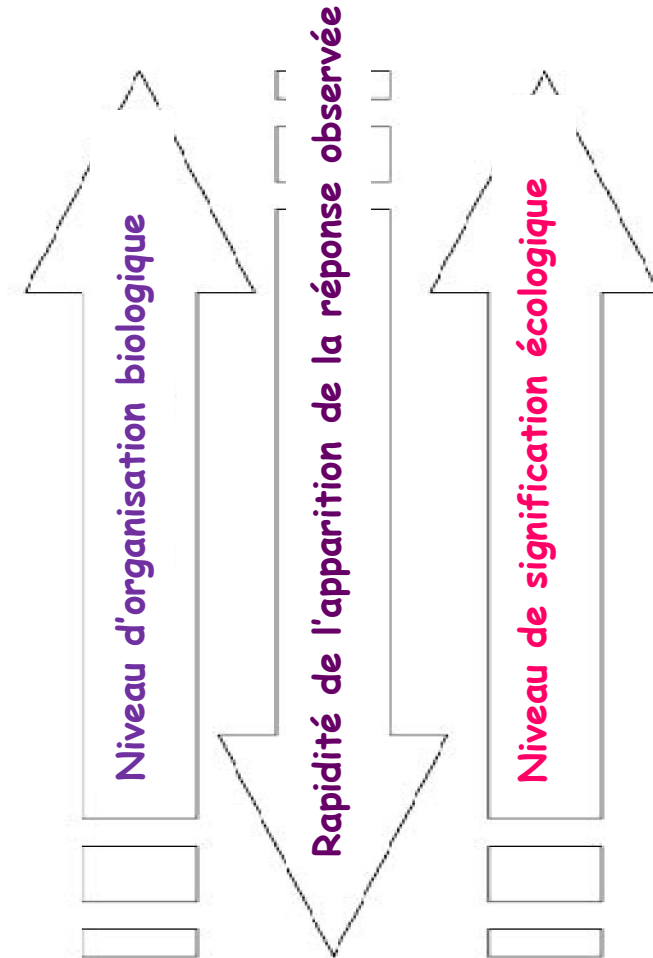 Niveau d'organisation biologique
Rapidité de l'apparition de la réponse observée
Niveau de signification écologique